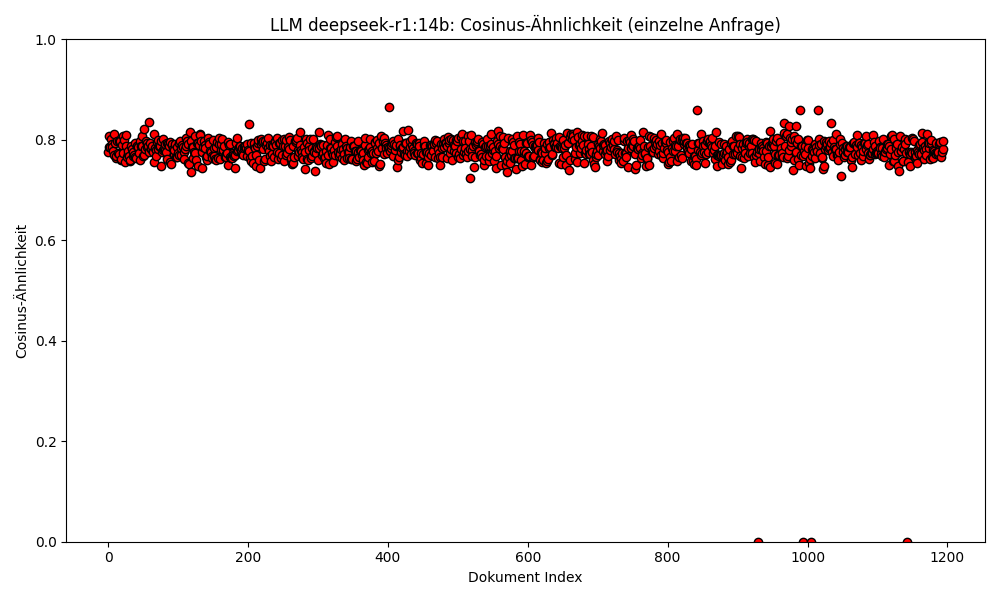 LLM deepseek-r1:14b: Cosinus-Ähnlichkeit (einzelne Anfrage)
1.0
0.8
0.6
0.4
0.2
0.0
Cosinus-Ähnlichkeit
0 200 400 600 800 1000 1200
Dokument Index